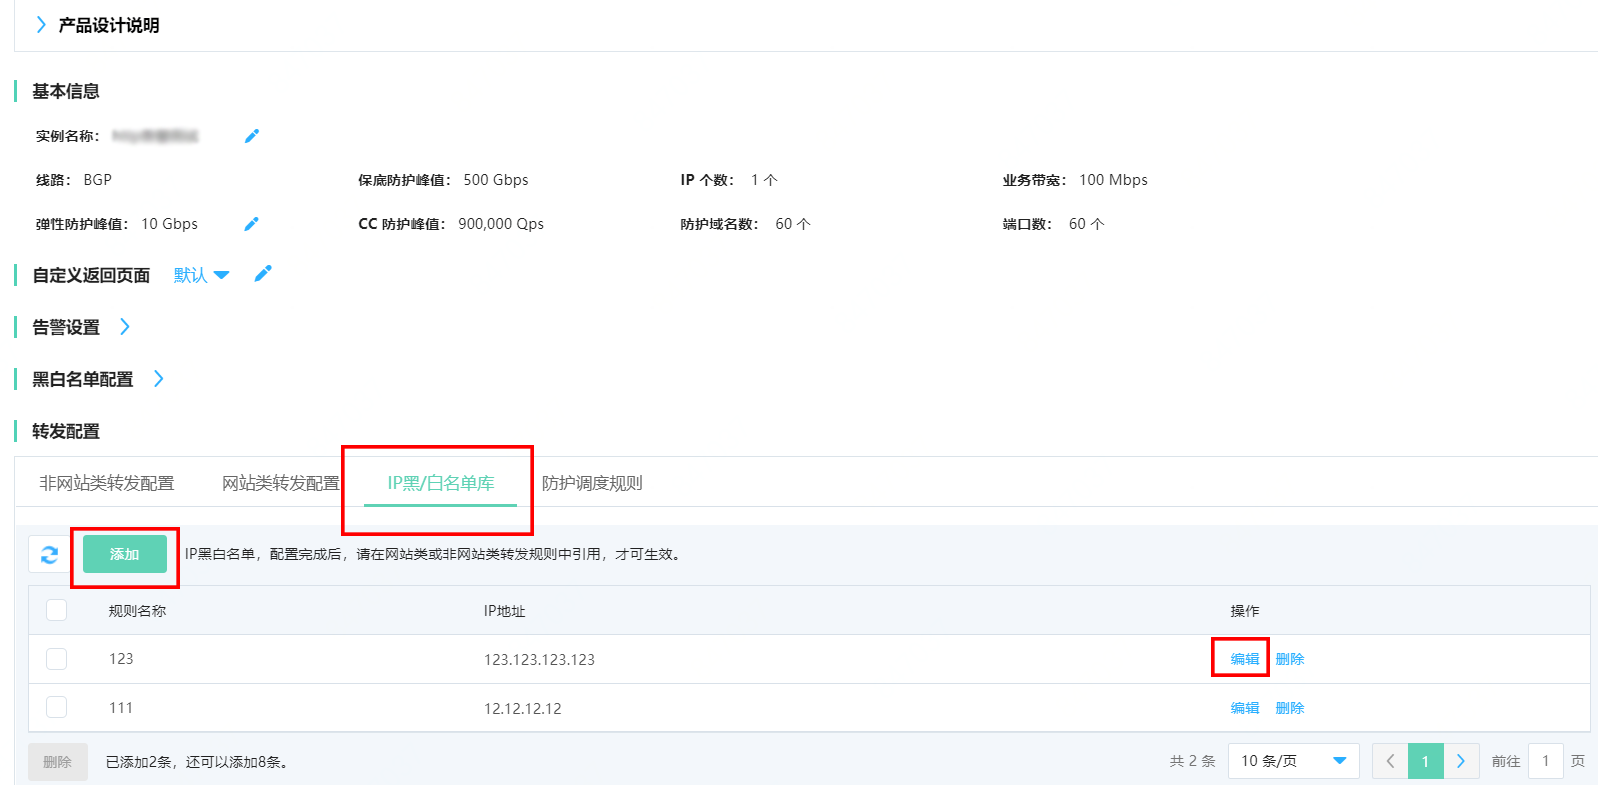 产品设计说明
基本信息
实例名称：
线路： BGP 保底防护峰值： 500 Gbps IP 个数： 1 个 业务带宽： 100 Mbps
弹性防护峰值： 10 Gbps CC 防护峰值： 900,000 Qps 防护域名数： 60 个 端口数： 60 个
自定义返回页面 默认
告警设置
黑白名单配置
转发配置
非网站类转发配置 网站类转发配置 IP黑/白名单库 防护调度规则
添加 IP黑白名单，配置完成后，请在网站类或非网站类转发规则中引用，才可生效。
规则名称 IP地址 操作
123 123.123.123.123 编辑 删除
111 12.12.12.12 编辑 删除
删除 已添加2条，还可以添加8条。 共 2 条 10 条/页 1 前往 1 页